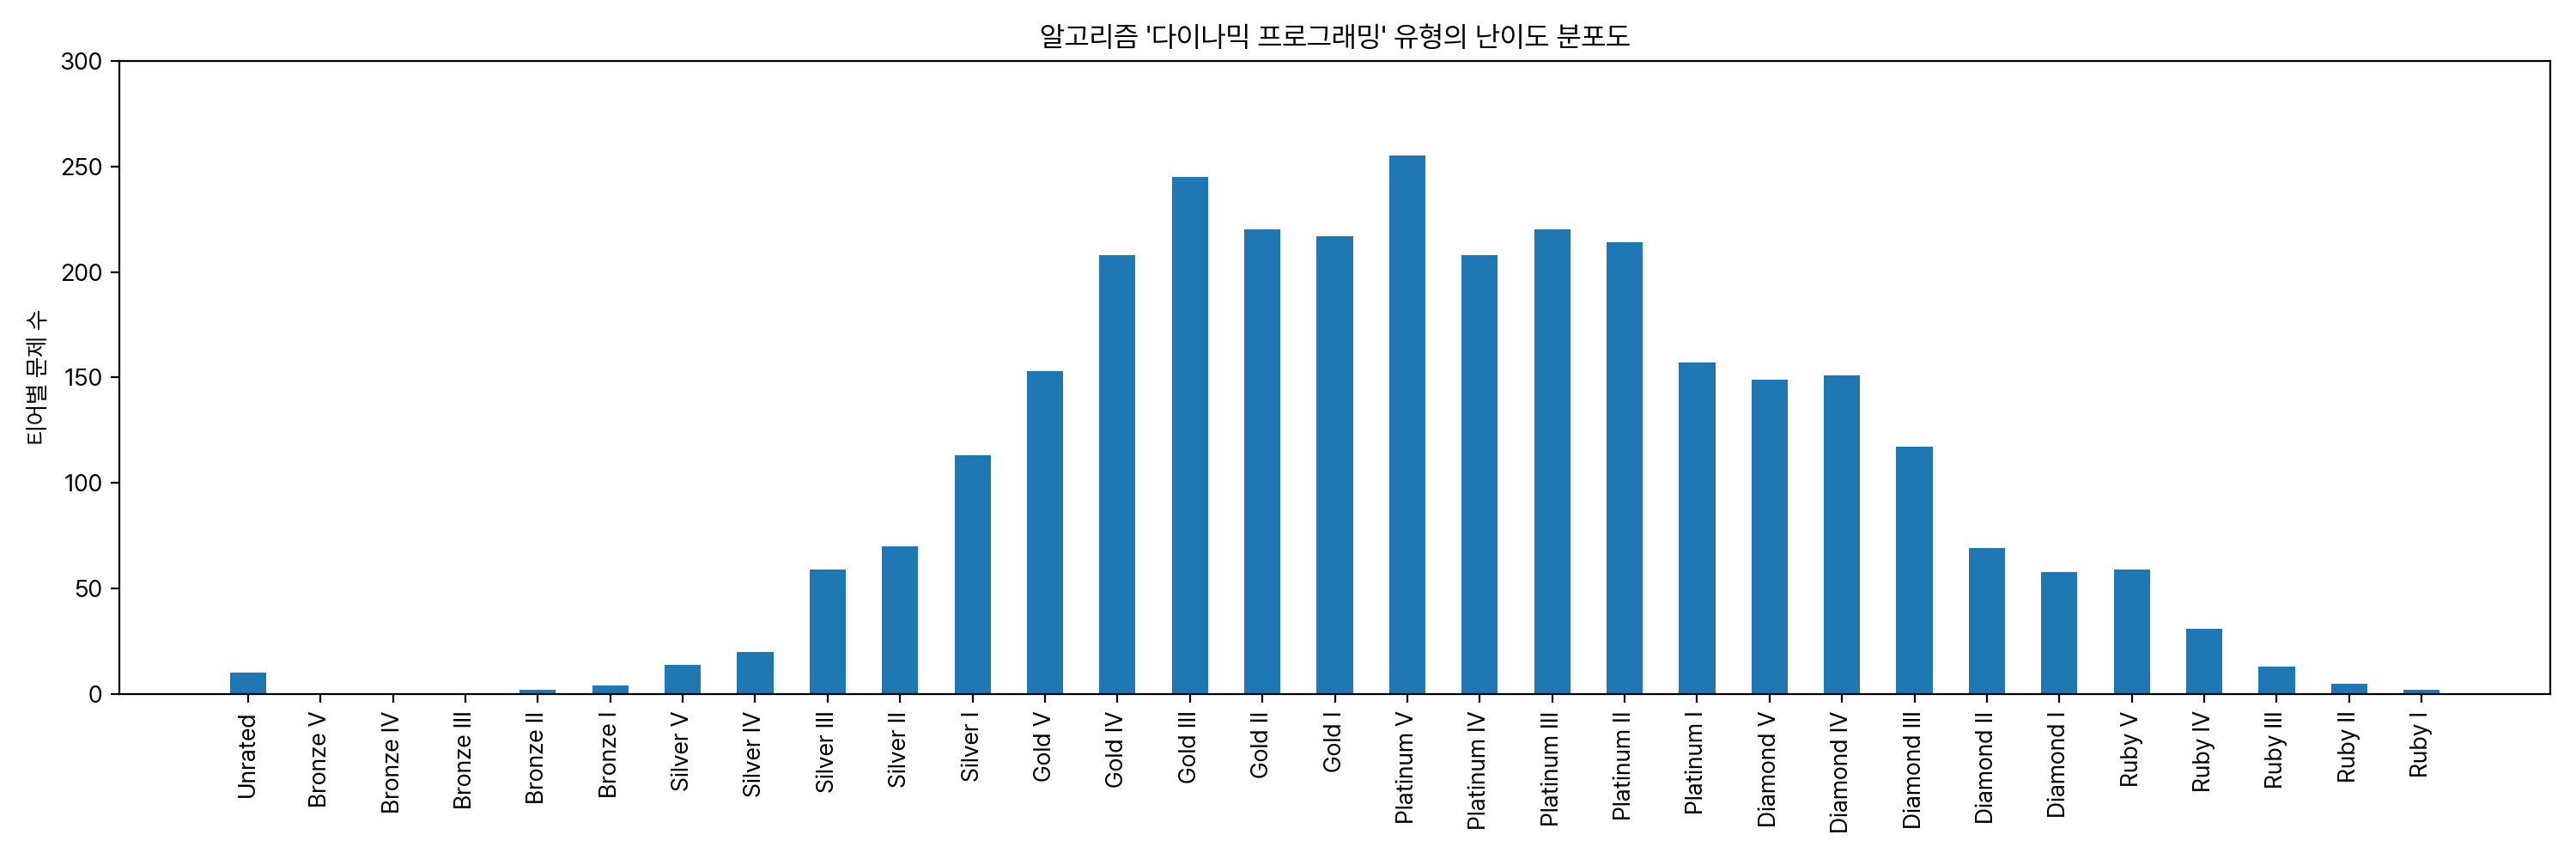 알고리즘 '다이나믹 프로그래밍' 유형의 난이도 분포도
티어별 문제 수
300
250
200
150
100
50
0
Unrated
Bronze V
Bronze IV
Bronze III
Bronze II
Bronze I
Silver V
Silver IV
Silver III
Silver II
Silver I
Gold V
Gold IV
Gold III
Gold II
Gold I
Platinum V
Platinum IV
Platinum III
Platinum II
Platinum I
Diamond V
Diamond IV
Diamond III
Diamond II
Diamond I
Ruby V
Ruby IV
Ruby III
Ruby II
Ruby I